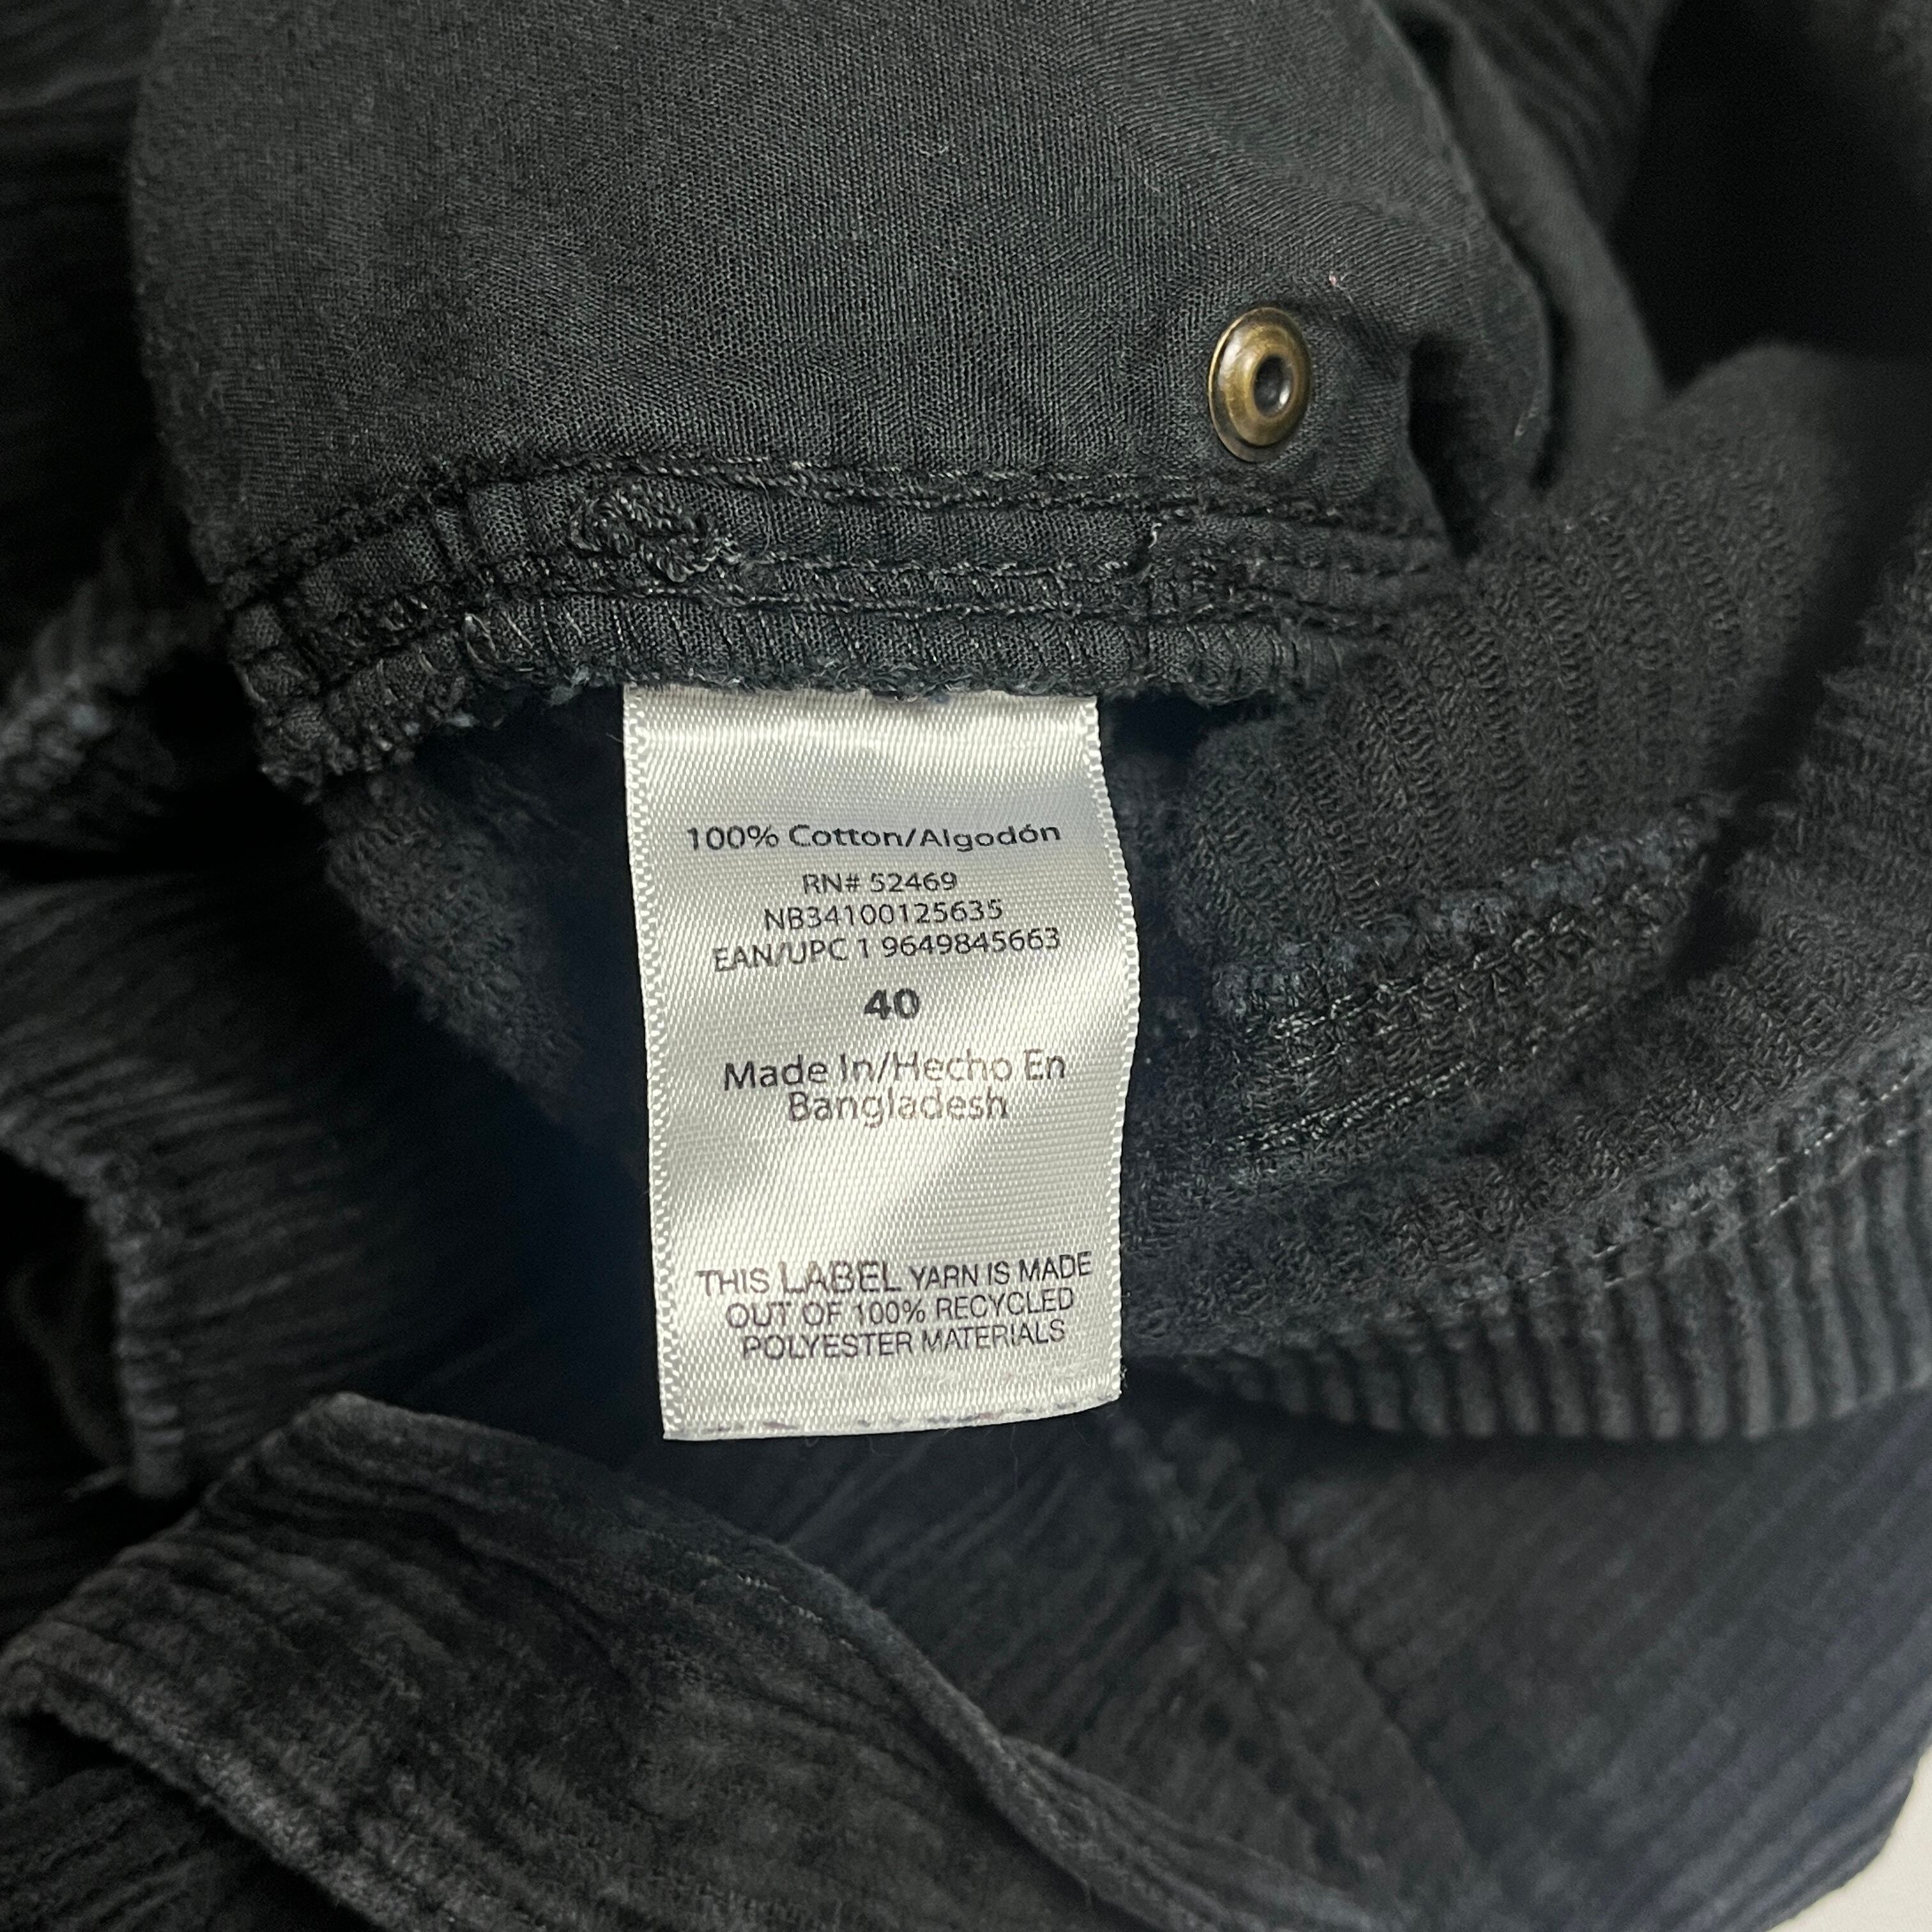 100% Cotton/Algodón
RN# 52469
NB34100125635
EAN/UPC 1 9649845663
40
Made In/Hecho En
Bangladesh
THIS LABEL YARN IS MADE
OUT OF 100% RECYCLED
POLYESTER MATERIALS